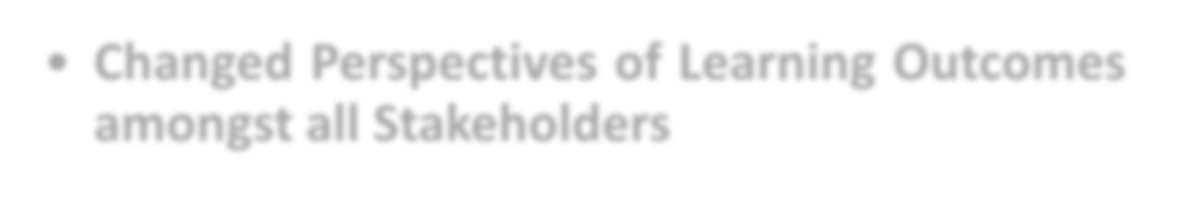 • Changed Perspectives of Learning Outcomes
amongst all Stakeholders